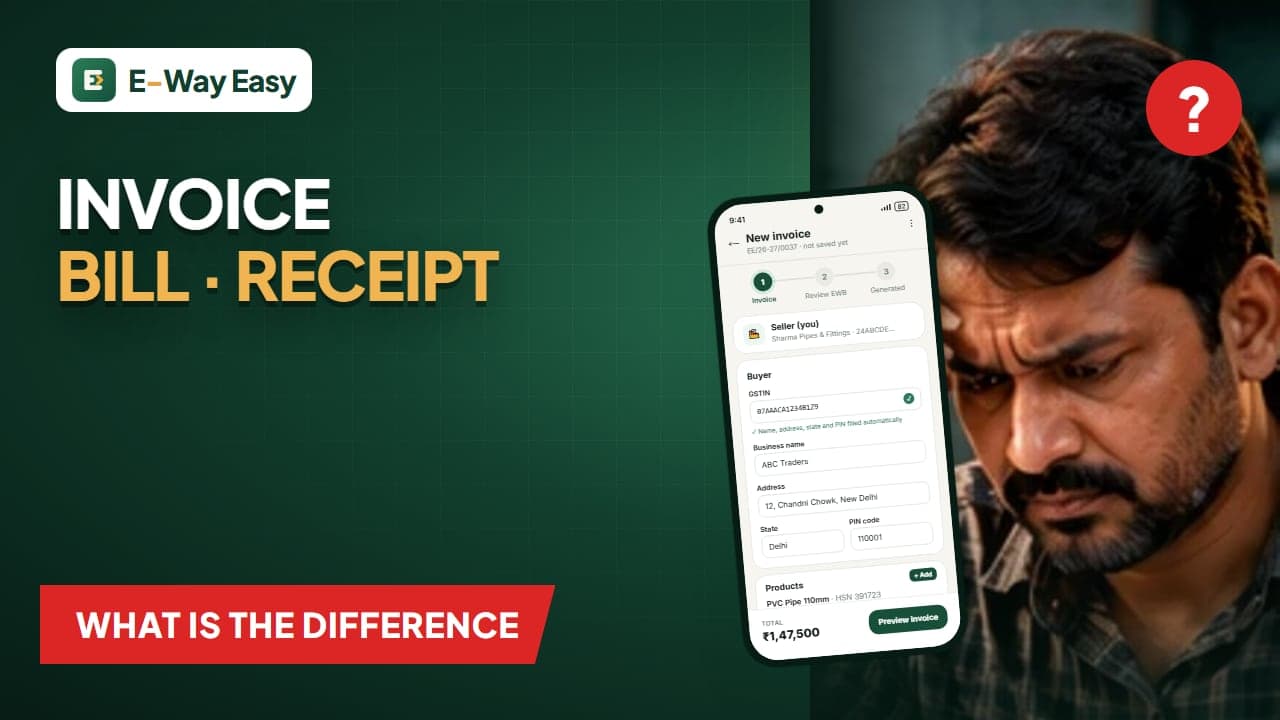 E-Way Easy
INVOICE
BILL · RECEIPT
WHAT IS THE DIFFERENCE
?
9:41
82
← New invoice
EE/26-27/0037 · not saved yet
1 2 3
Invoice Review EWB Generated
Seller (you)
Sharma Pipes & Fittings · 24ABCDE...
Buyer
GSTIN
07AAACA1234B1Z9
✓ Name, address, state and PIN filled automatically
Business name
ABC Traders
Address
12, Chandni Chowk, New Delhi
State PIN code
Delhi 110001
Products + Add
PVC Pipe 110mm · HSN 391723
TOTAL
₹1,47,500
Preview Invoice